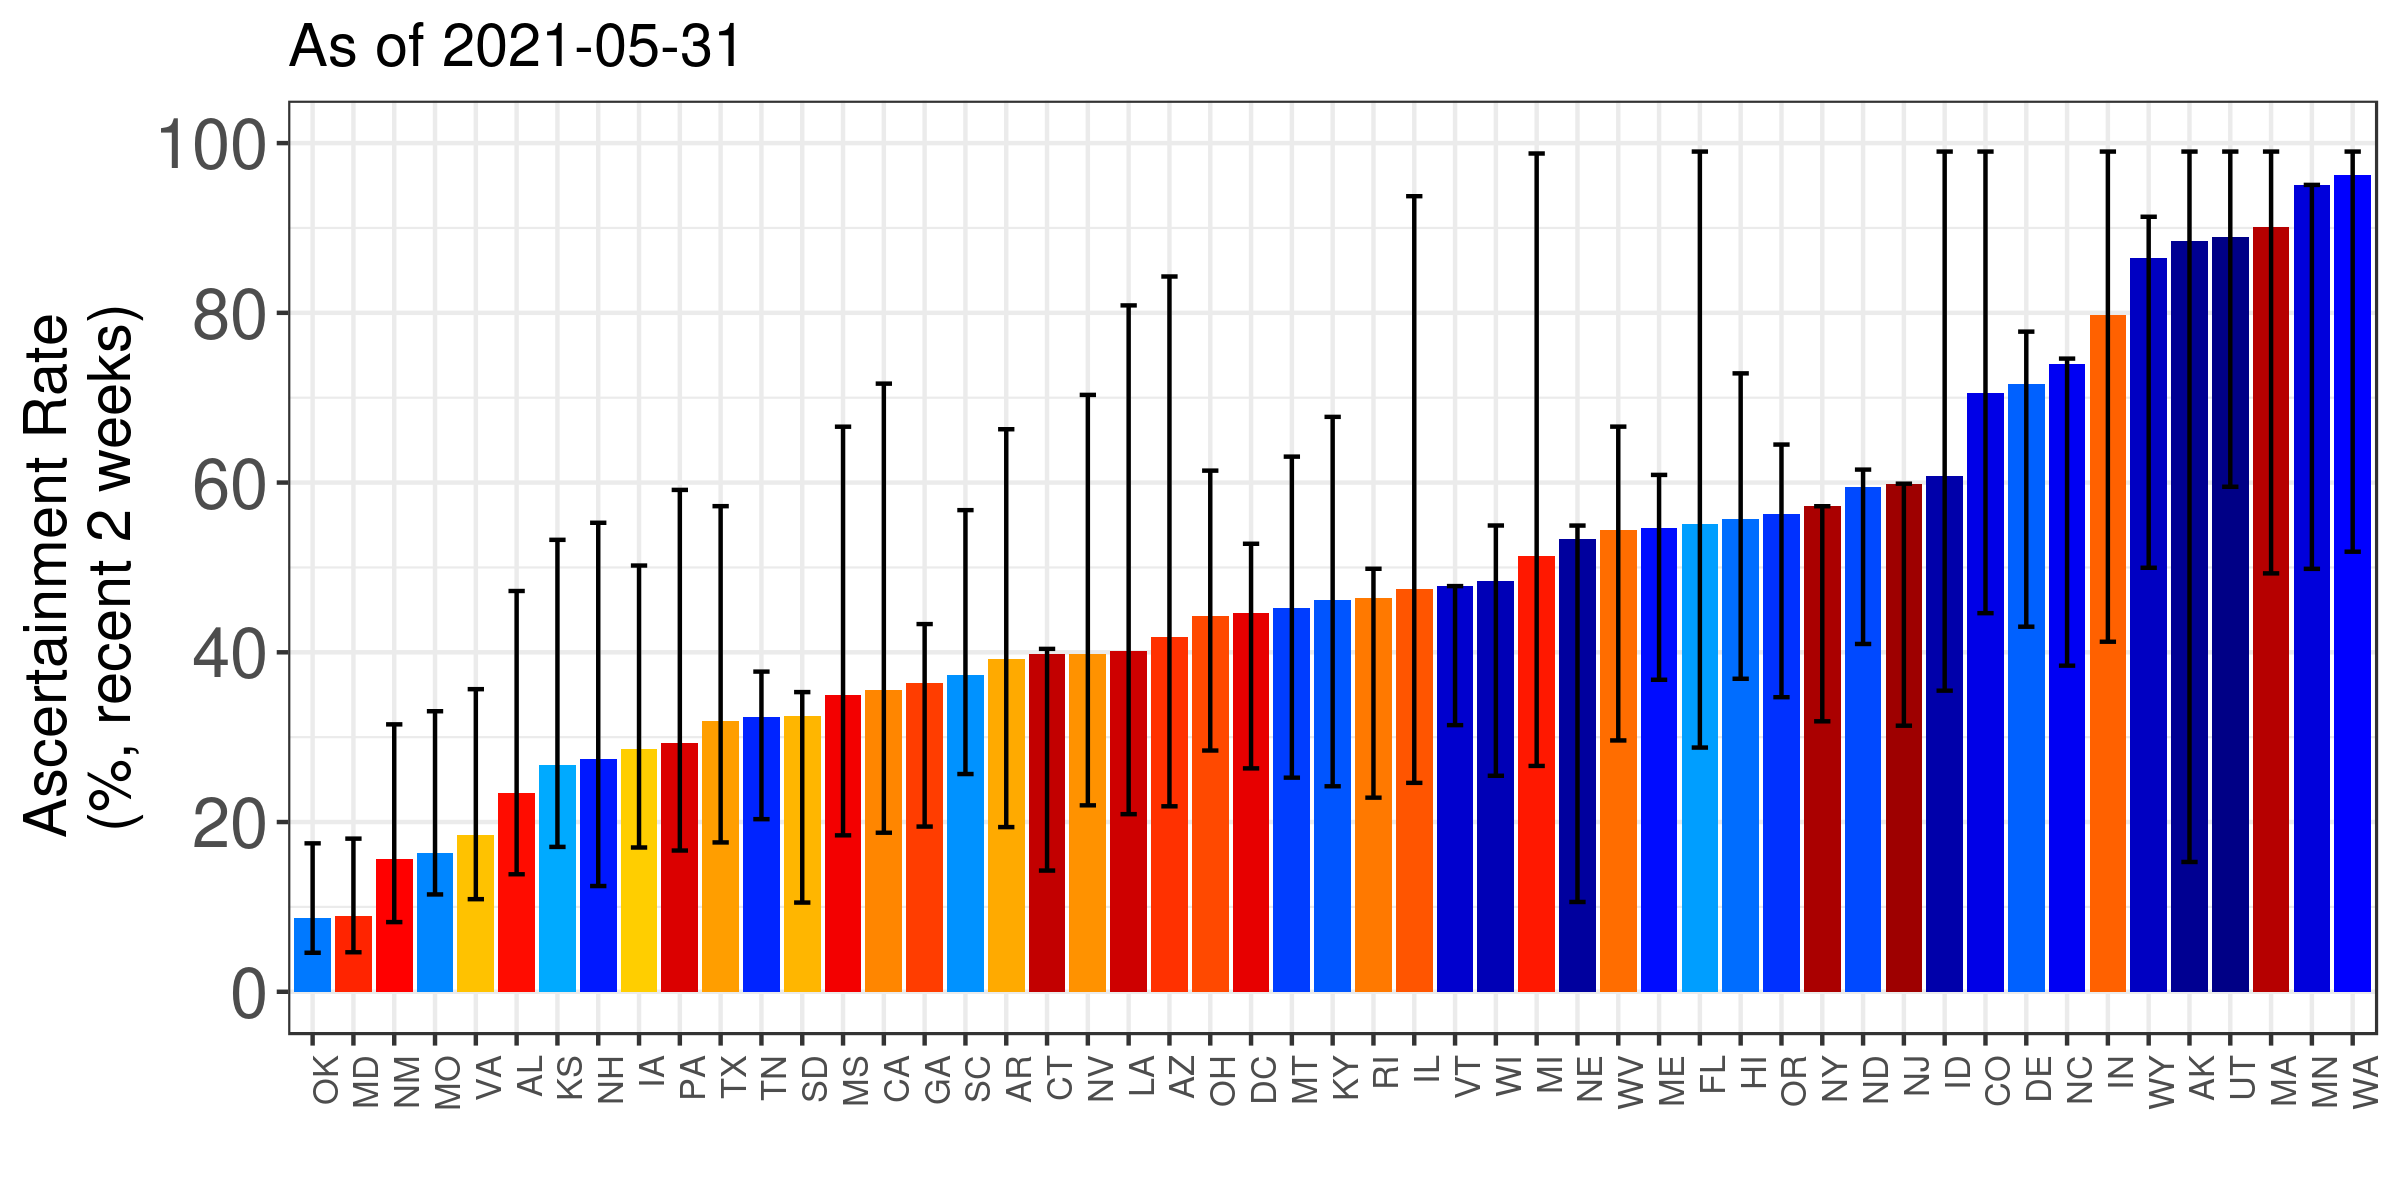 As of 2021-05-31
Ascertainment Rate
(%, recent 2 weeks)
100
80
60
40
20
0
OK MD NM MO VA AL KS NH IA PA TX TN SD MS CA GA SC AR CT NV LA AZ OH DC MT KY RI IL VT WI MI NE WV ME FL HI OR NY ND NJ ID CO DE NC IN WY AK UT MA MN WA